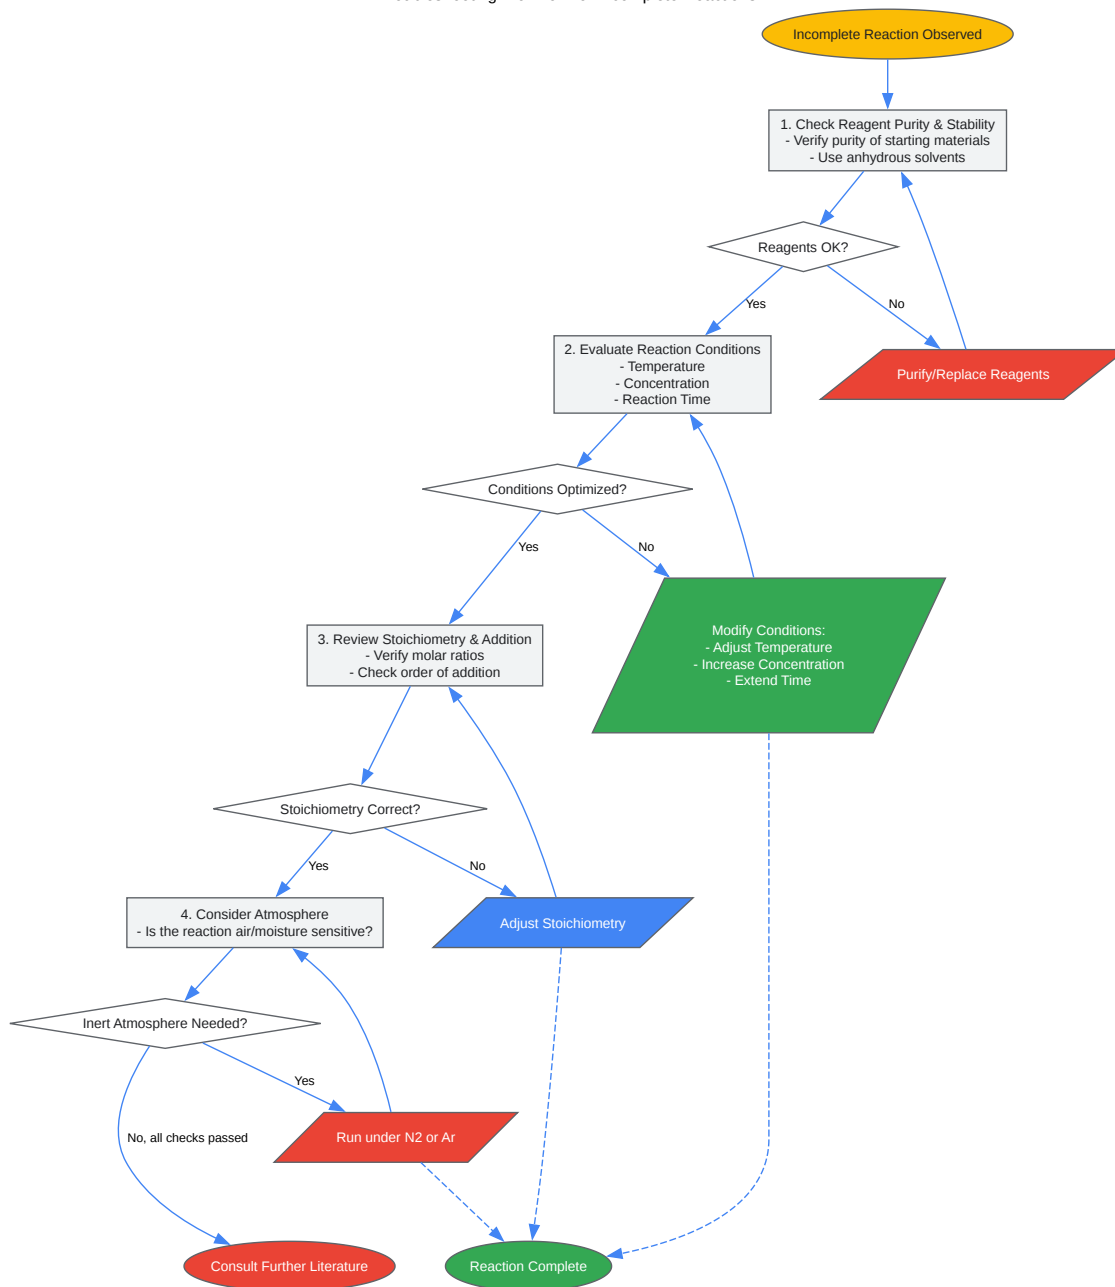 Incomplete Reaction Observed
1. Check Reagent Purity & Stability
- Verify purity of starting materials
- Use anhydrous solvents
Reagents OK?
Yes
No
2. Evaluate Reaction Conditions
- Temperature
- Concentration
- Reaction Time
Purify/Replace Reagents
Conditions Optimized?
Yes
No
Modify Conditions:
- Adjust Temperature
- Increase Concentration
- Extend Time
3. Review Stoichiometry & Addition
- Verify molar ratios
- Check order of addition
Stoichiometry Correct?
Yes
No
4. Consider Atmosphere
- Is the reaction air/moisture sensitive?
Adjust Stoichiometry
Inert Atmosphere Needed?
Yes
No, all checks passed
Run under N2 or Ar
Consult Further Literature
Reaction Complete